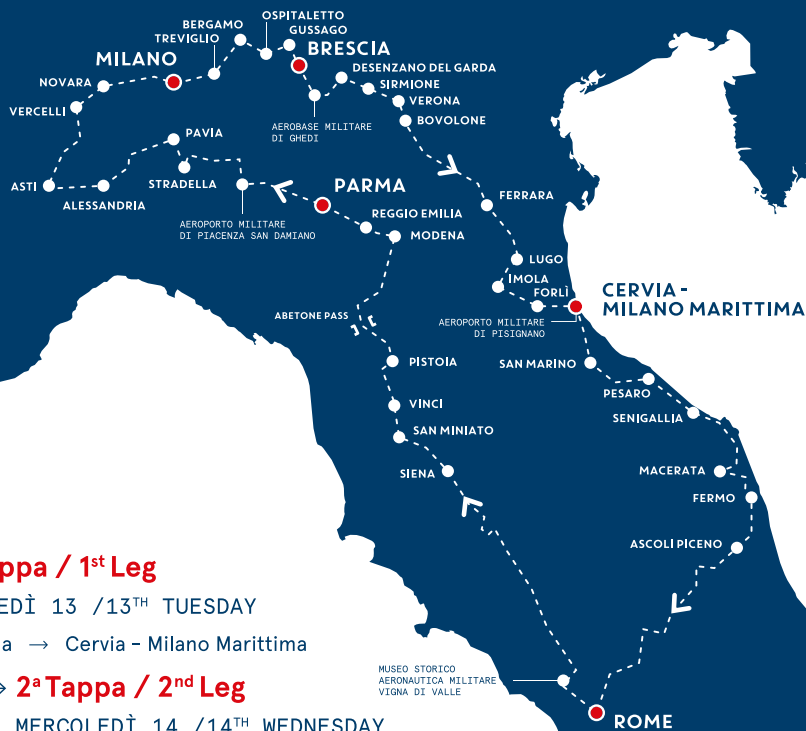 OSPITALETTO
BERGAMO
GUSSAGO
TREVIGLIO
BRESCIA
MILANO
DESENZANO DEL GARDA
NOVARA
SIRMIONE
VERONA
VERCELLI
BOVOLONE
AEROBASE MILITARE
DI GHEDI
PAVIA
ASTI
STRADELLA
PARMA
ALESSANDRIA
FERRARA
REGGIO EMILIA
AEROPORTO MILITARE
DI PIACENZA SAN DAMIANO
MODENA
LUGO
IMOLA
FORLÌ
CERVIA -
MILANO MARITTIMA
ABETONE PASS
AEROPORTO MILITARE
DI PISIGNANO
PISTOIA
SAN MARINO
PESARO
VINCI
SENIGALLIA
SAN MINIATO
SIENA
MACERATA
FERMO
ASCOLI PICENO
ppa / 1st Leg
EDÌ 13 /13TH TUESDAY
a → Cervia – Milano Marittima
MUSEO STORICO
AERONAUTICA MILITARE
VIGNA DI VALLE
→ 2a Tappa / 2nd Leg
MERCOLEDÌ 14 /14TH WEDNESDAY
ROME